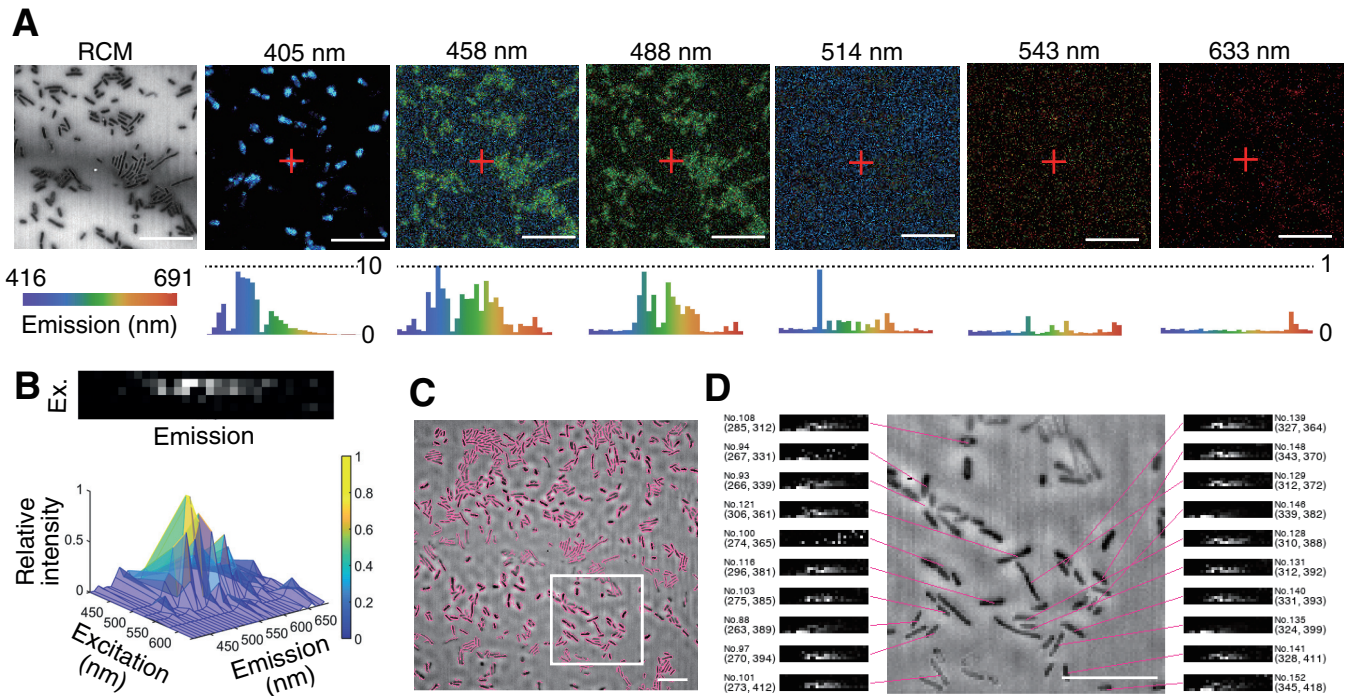 A
RCM
405 nm
458 nm
488 nm
514 nm
543 nm
633 nm
416
691
Emission (nm)
10
0
1
0
B
Ex.
Emission
1
0.8
0.6
0.4
0.2
0
Relative
intensity
1
0.5
0
450
500
550
600
Excitation
(nm)
450
500
550
600
650
Emission
(nm)
C
D
No.108
(285, 312)
No.94
(267, 331)
No.93
(266, 339)
No.121
(306, 361)
No.100
(274, 365)
No.116
(296, 381)
No.103
(275, 385)
No.88
(263, 389)
No.97
(270, 394)
No.101
(273, 412)
No.139
(327, 364)
No.148
(343, 370)
No.129
(312, 372)
No.146
(339, 382)
No.128
(310, 388)
No.131
(312, 392)
No.140
(331, 393)
No.135
(324, 399)
No.141
(328, 411)
No.152
(345, 418)